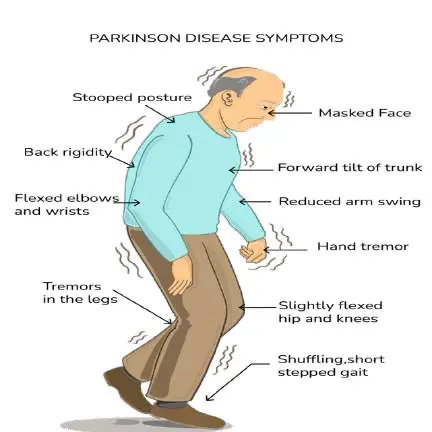 PARKINSON DISEASE SYMPTOMS
Stooped posture
Masked Face
Back rigidity
Forward tilt of trunk
Flexed elbows
and wrists
Reduced arm swing
Hand tremor
Tremors
in the legs
Slightly flexed
hip and knees
Shuffling,short
stepped gait